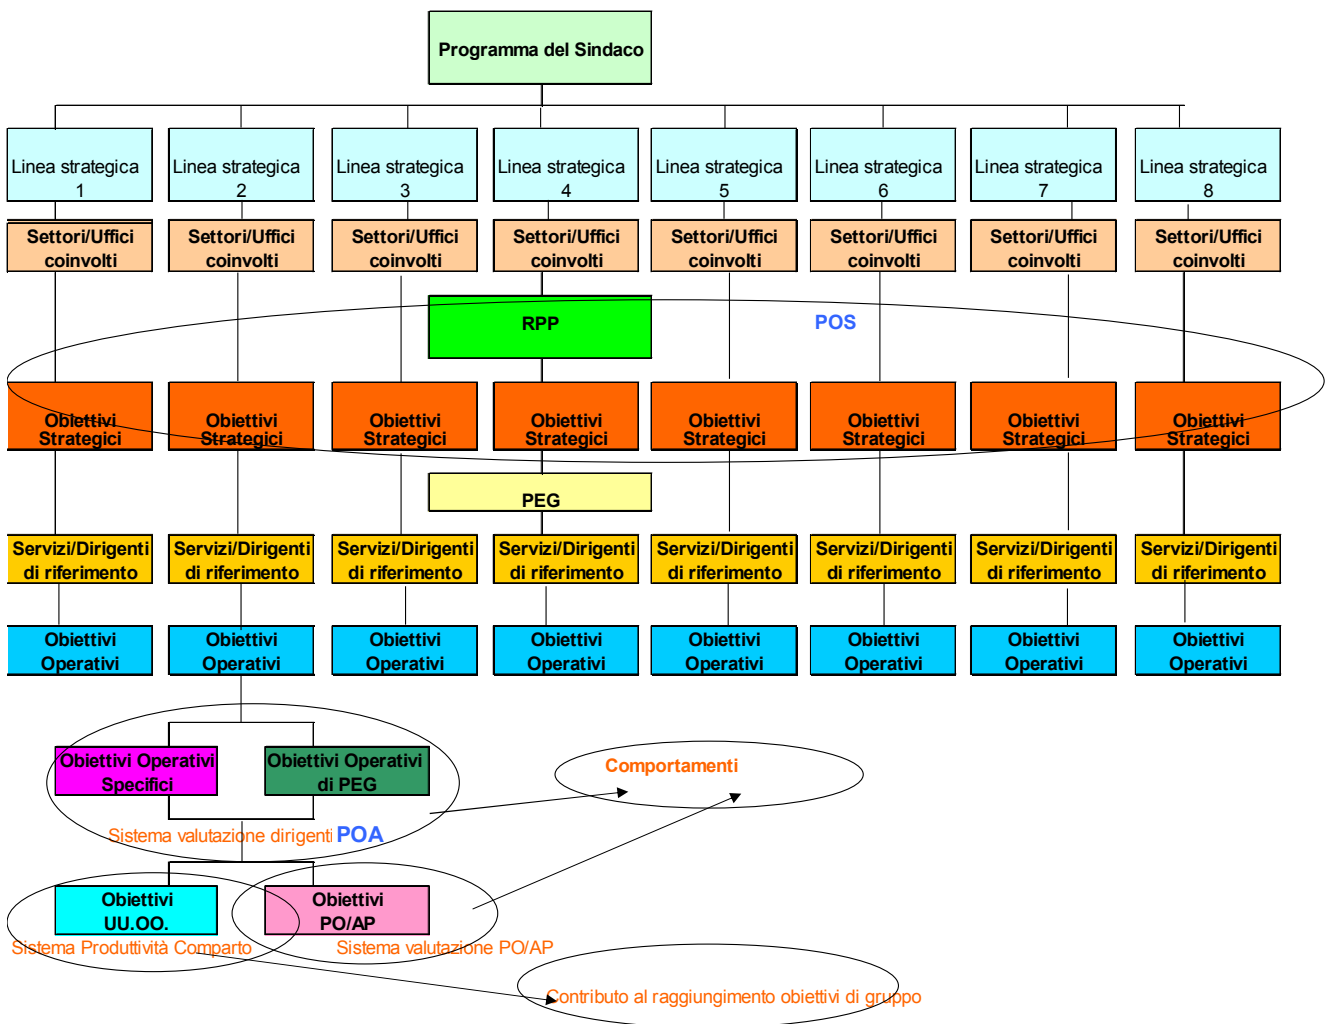 Programma del Sindaco
Linea strategica 1
Linea strategica 2
Linea strategica 3
Linea strategica 4
Linea strategica 5
Linea strategica 6
Linea strategica 7
Linea strategica 8
Settori/Uffici coinvolti
Settori/Uffici coinvolti
Settori/Uffici coinvolti
Settori/Uffici coinvolti
Settori/Uffici coinvolti
Settori/Uffici coinvolti
Settori/Uffici coinvolti
Settori/Uffici coinvolti
RPP
POS
Obiettivi Strategici
Obiettivi Strategici
Obiettivi Strategici
Obiettivi Strategici
Obiettivi Strategici
Obiettivi Strategici
Obiettivi Strategici
Obiettivi Strategici
PEG
Servizi/Dirigenti di riferimento
Servizi/Dirigenti di riferimento
Servizi/Dirigenti di riferimento
Servizi/Dirigenti di riferimento
Servizi/Dirigenti di riferimento
Servizi/Dirigenti di riferimento
Servizi/Dirigenti di riferimento
Servizi/Dirigenti di riferimento
Obiettivi Operativi
Obiettivi Operativi
Obiettivi Operativi
Obiettivi Operativi
Obiettivi Operativi
Obiettivi Operativi
Obiettivi Operativi
Obiettivi Operativi
Obiettivi Operativi Specifici
Obiettivi Operativi di PEG
Comportamenti
Sistema valutazione dirigenti POA
Obiettivi UU.OO.
Obiettivi PO/AP
Sistema Produttività Comparto
Sistema valutazione PO/AP
Contributo al raggiungimento obiettivi di gruppo